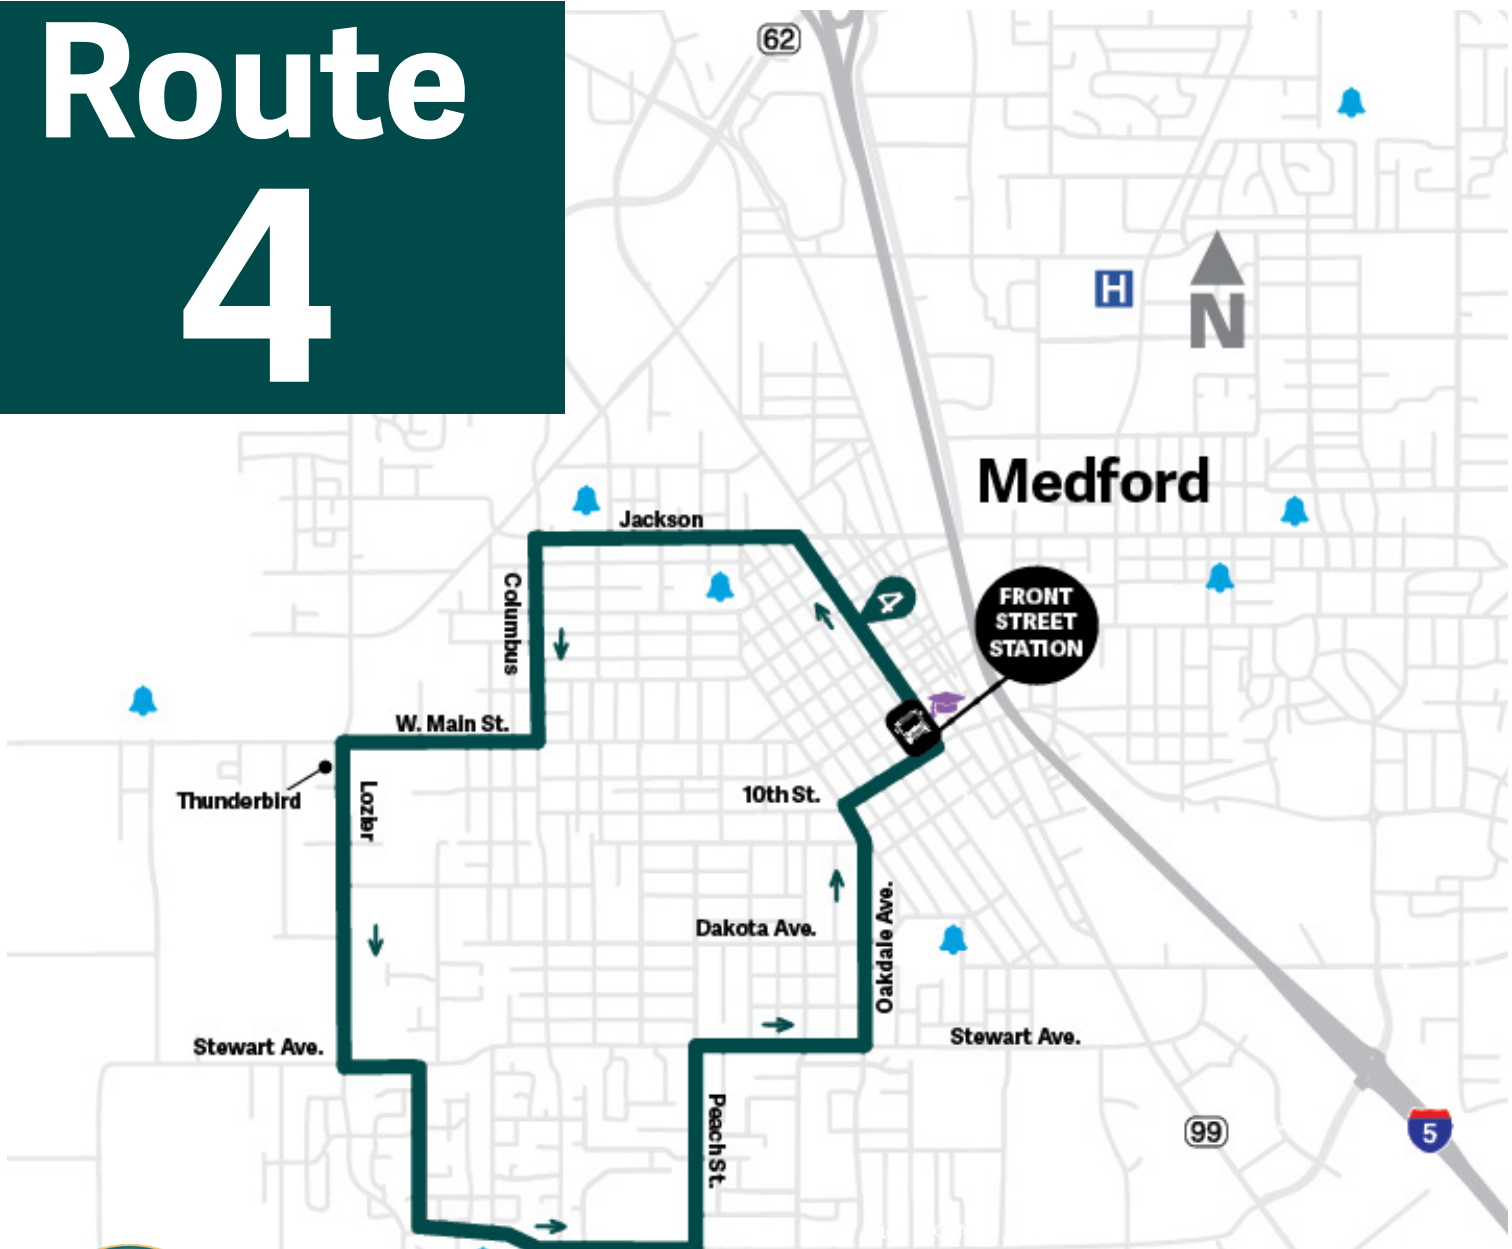 Route
4
62
H
N
Medford
Jackson
4
FRONT
STREET
STATION
Columbus
W. Main St.
Thunderbird
Lozier
10th St.
Dakota Ave.
Oakdale Ave.
Stewart Ave.
Stewart Ave.
Peach St.
99
5